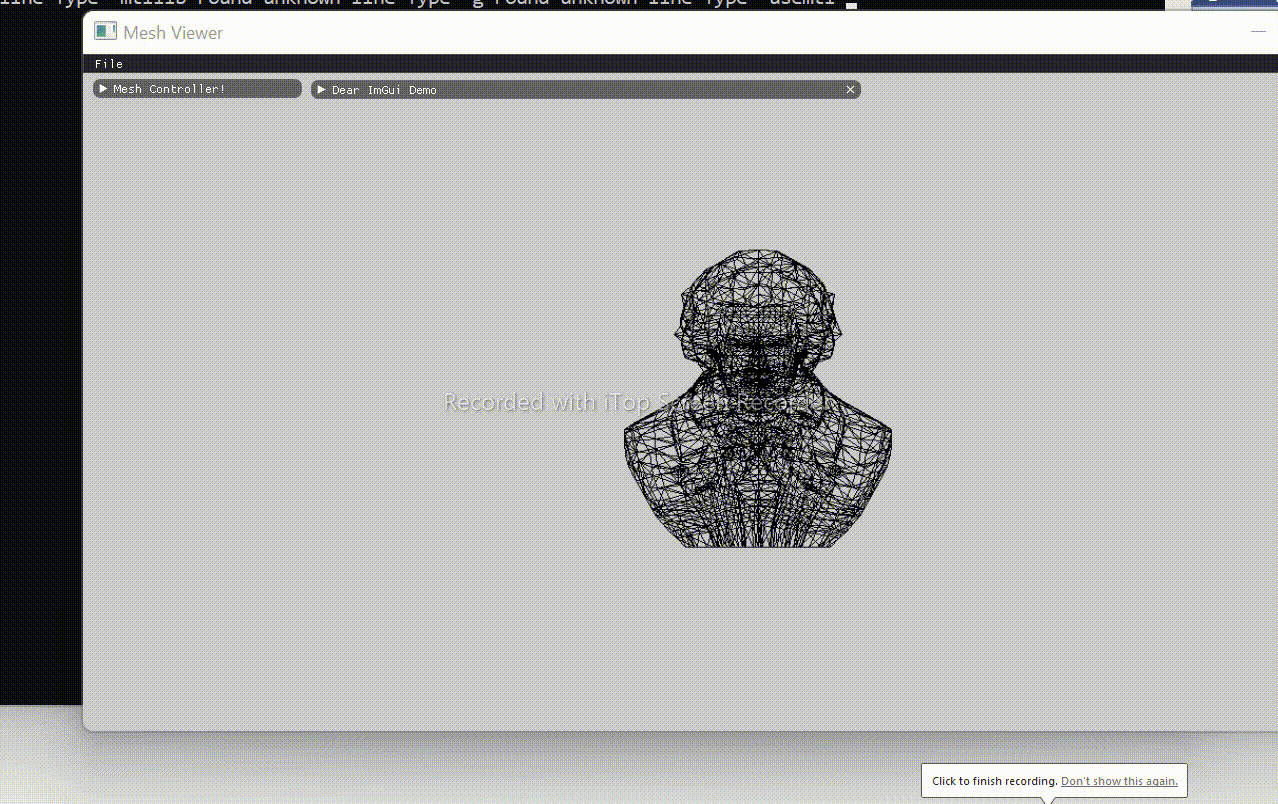 line type 'mtllib'Found unknown line type 'g'Found unknown line type 'usemtl'
Mesh Viewer
File
Mesh Controller!
Dear ImGui Demo
Recorded with iTop Screen Recorder
Click to finish recording. Don't show this again.